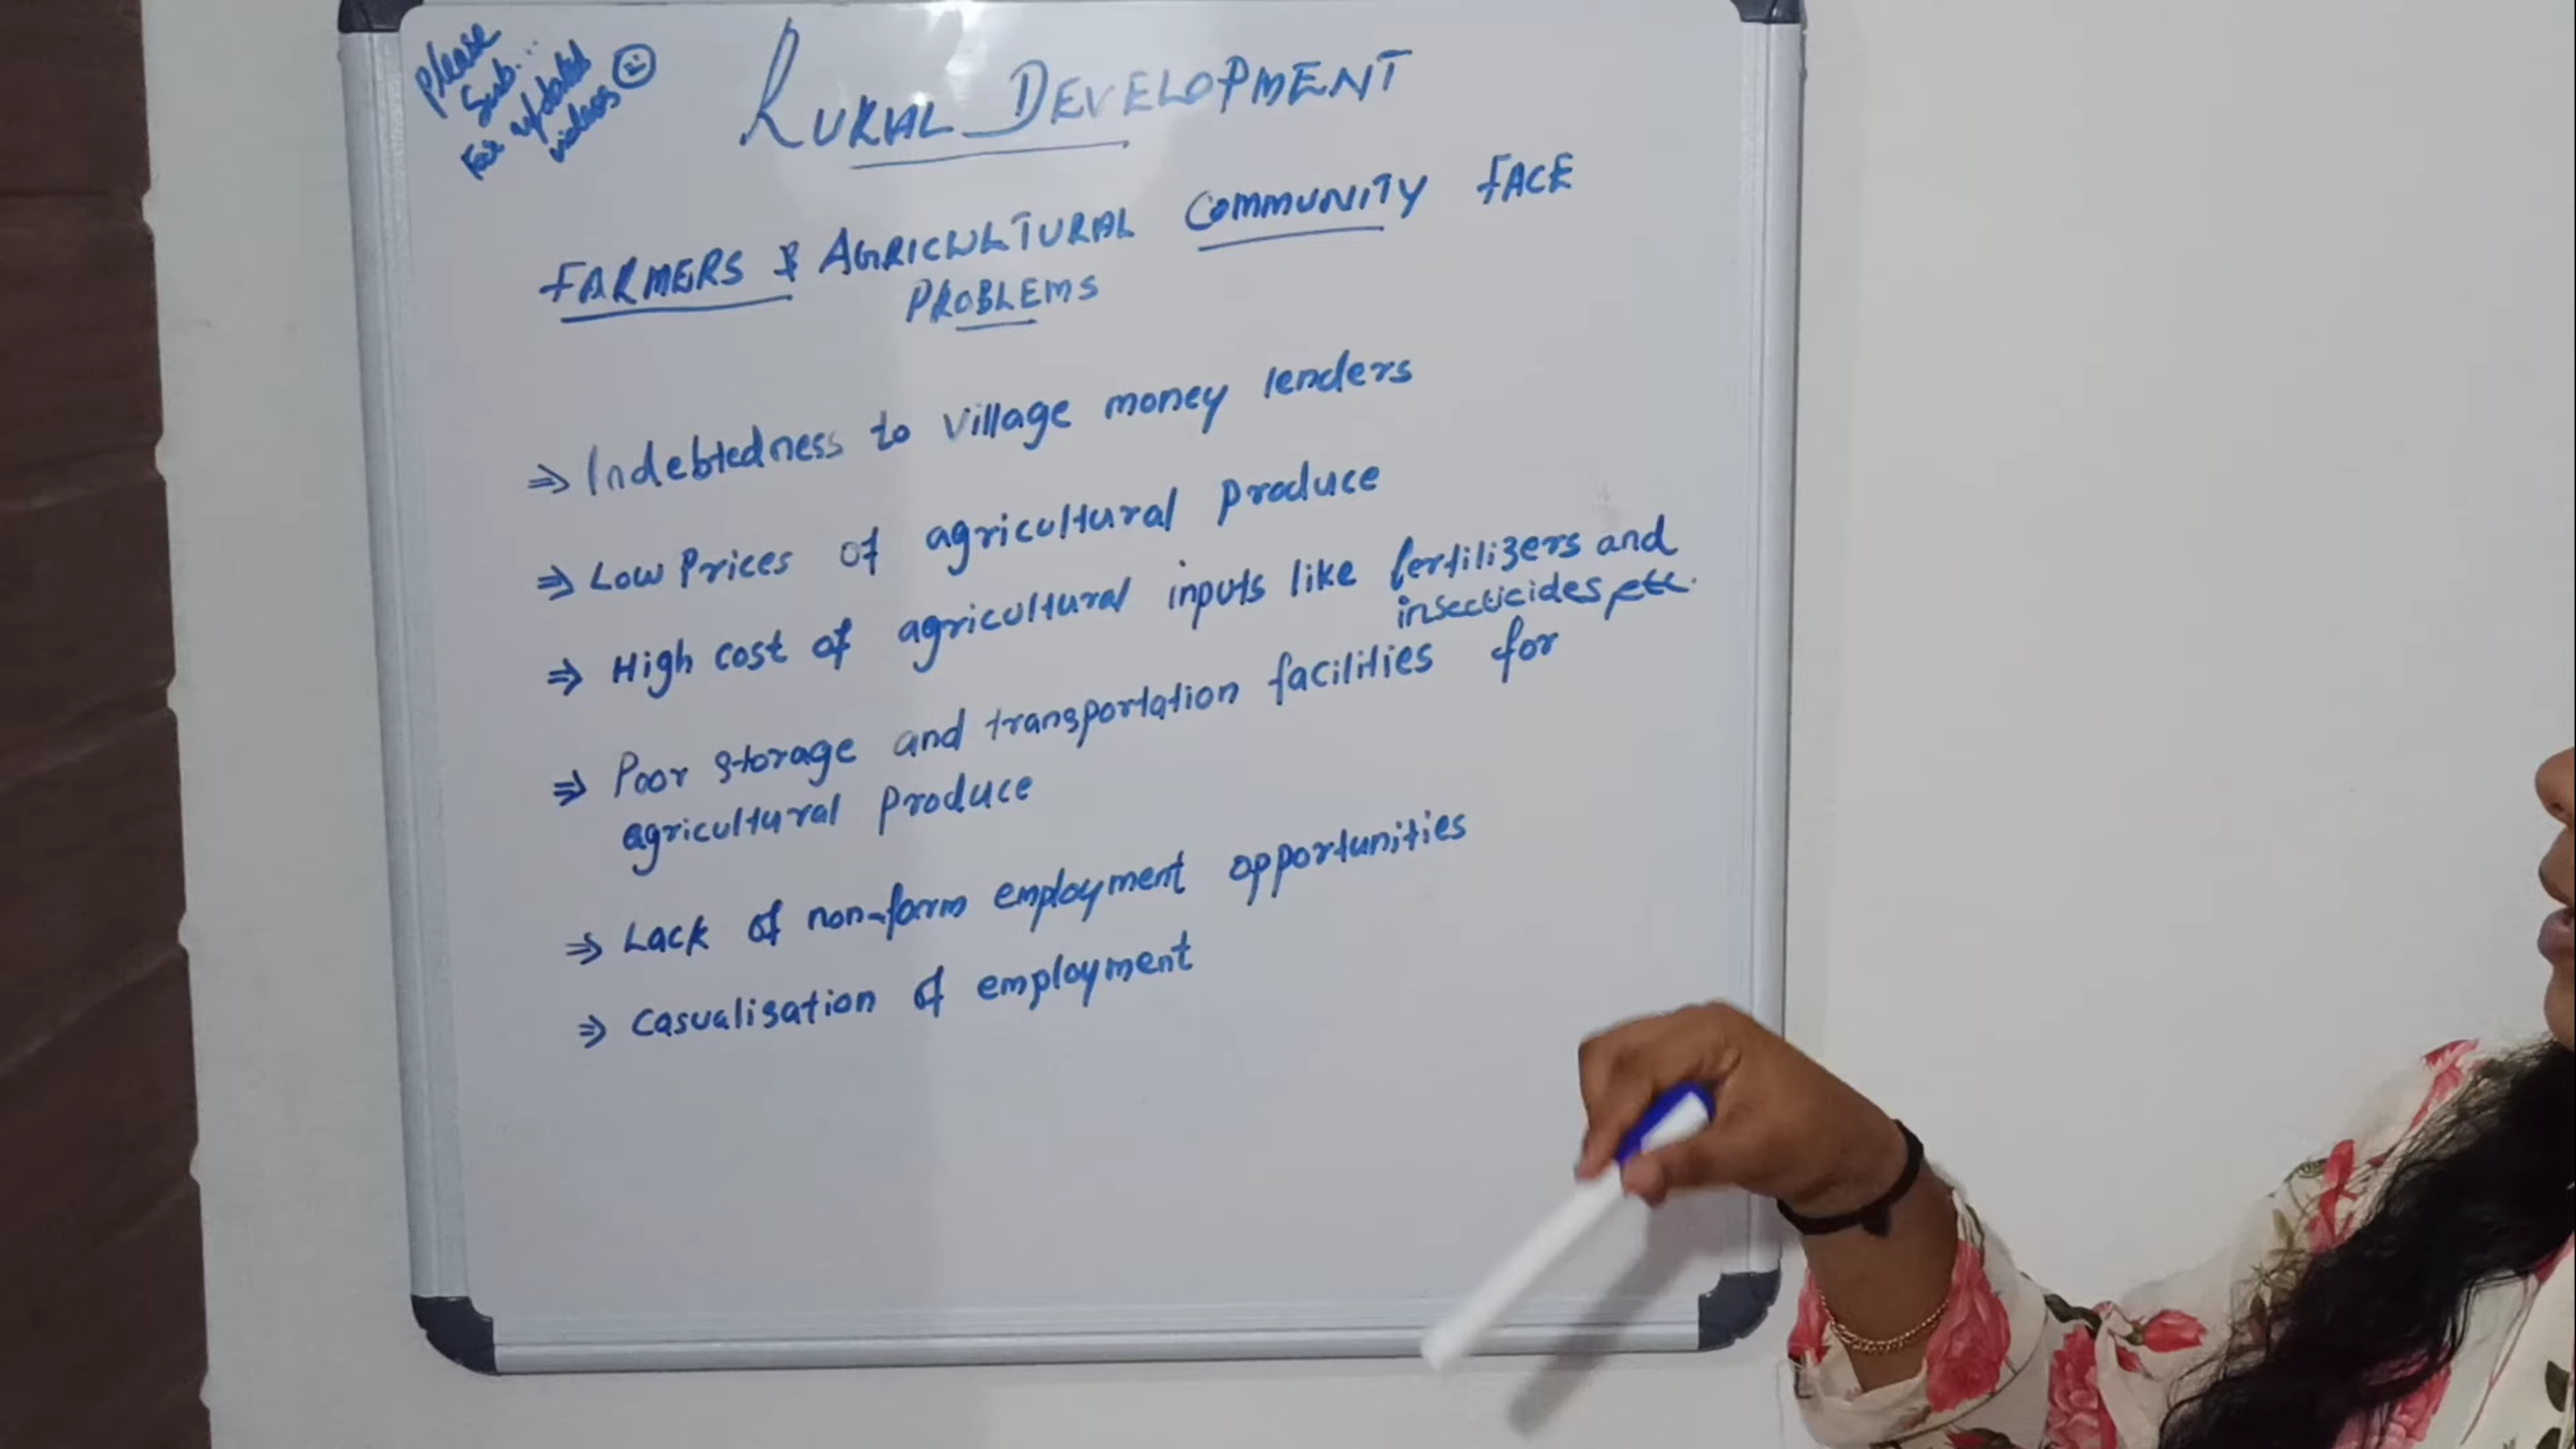 Please
Sub...
For updated
videos
RURAL DEVELOPMENT
FARMERS & AGRICULTURAL COMMUNITY FACE
PROBLEMS
⇒ Indebtedness to village money lenders
⇒ Low Prices of agricultural produce
⇒ High cost of agricultural inputs like fertilizers and
insecticides, etc.
⇒ Poor storage and transportation facilities for
agricultural produce
⇒ Lack of non-farm employment opportunities
⇒ Casualisation of employment